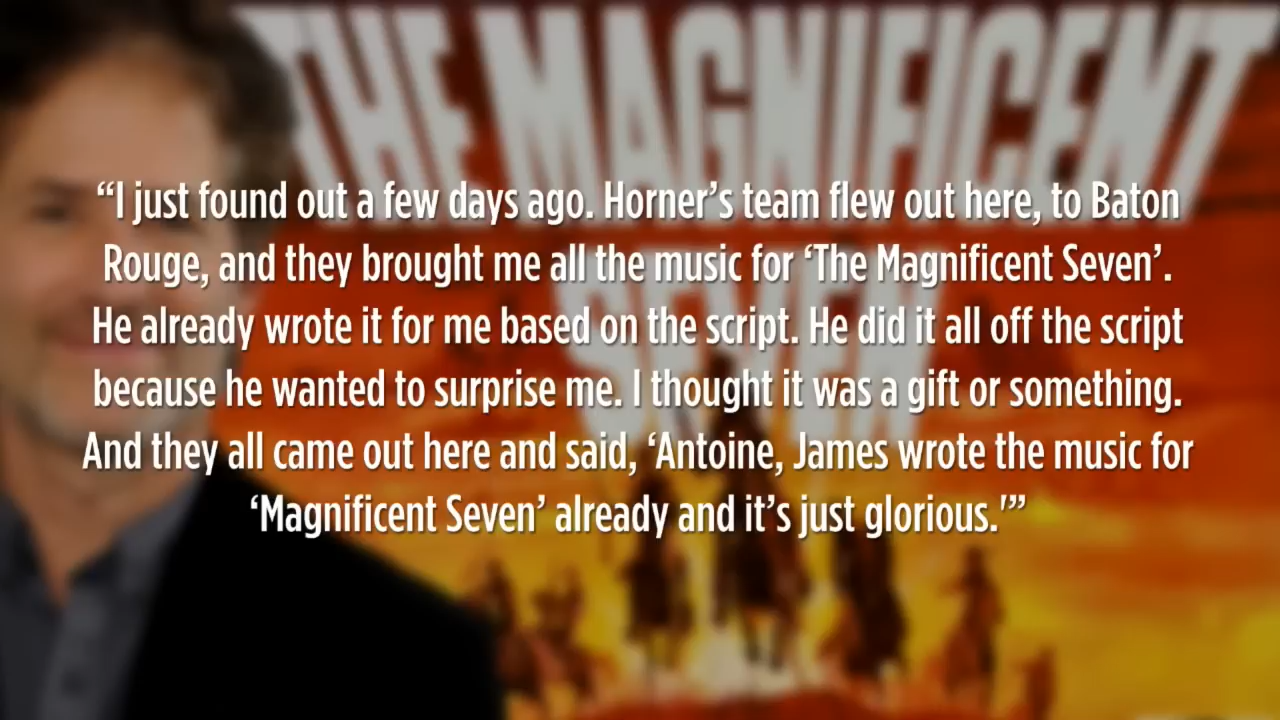 THE MAGNIFICENT
SEVEN
“I just found out a few days ago. Horner’s team flew out here, to Baton
Rouge, and they brought me all the music for ‘The Magnificent Seven’.
He already wrote it for me based on the script. He did it all off the script
because he wanted to surprise me. I thought it was a gift or something.
And they all came out here and said, ‘Antoine, James wrote the music for
‘Magnificent Seven’ already and it’s just glorious.'”